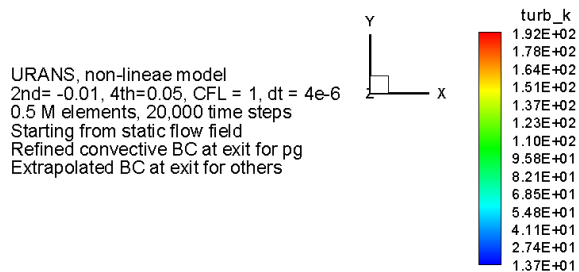 turb_k
Y
1.92E+02
1.78E+02
1.64E+02
URANS, non-lineae model
1.51E+02
2nd= -0.01, 4th=0.05, CFL = 1, dt = 4e-6
Z
X
1.37E+02
0.5 M elements, 20,000 time steps
1.23E+02
Starting from static flow field
1.10E+02
Refined convective BC at exit for pg
9.58E+01
Extrapolated BC at exit for others
8.21E+01
6.85E+01
5.48E+01
4.11E+01
2.74E+01
1.37E+01